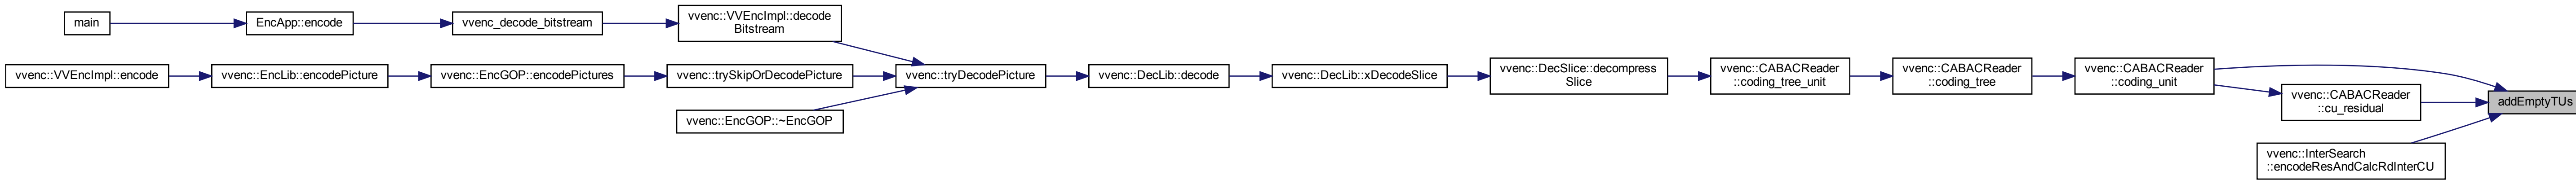 main
EncApp::encode
vvenc_decode_bitstream
vvenc::VVEncImpl::decode
Bitstream
vvenc::VVEncImpl::encode
vvenc::EncLib::encodePicture
vvenc::EncGOP::encodePictures
vvenc::trySkipOrDecodePicture
vvenc::EncGOP::~EncGOP
vvenc::tryDecodePicture
vvenc::DecLib::decode
vvenc::DecLib::xDecodeSlice
vvenc::DecSlice::decompress
Slice
vvenc::CABACReader
::coding_tree_unit
vvenc::CABACReader
::coding_tree
vvenc::CABACReader
::coding_unit
vvenc::CABACReader
::cu_residual
vvenc::InterSearch
::encodeResAndCalcRdInterCU
addEmptyTUs